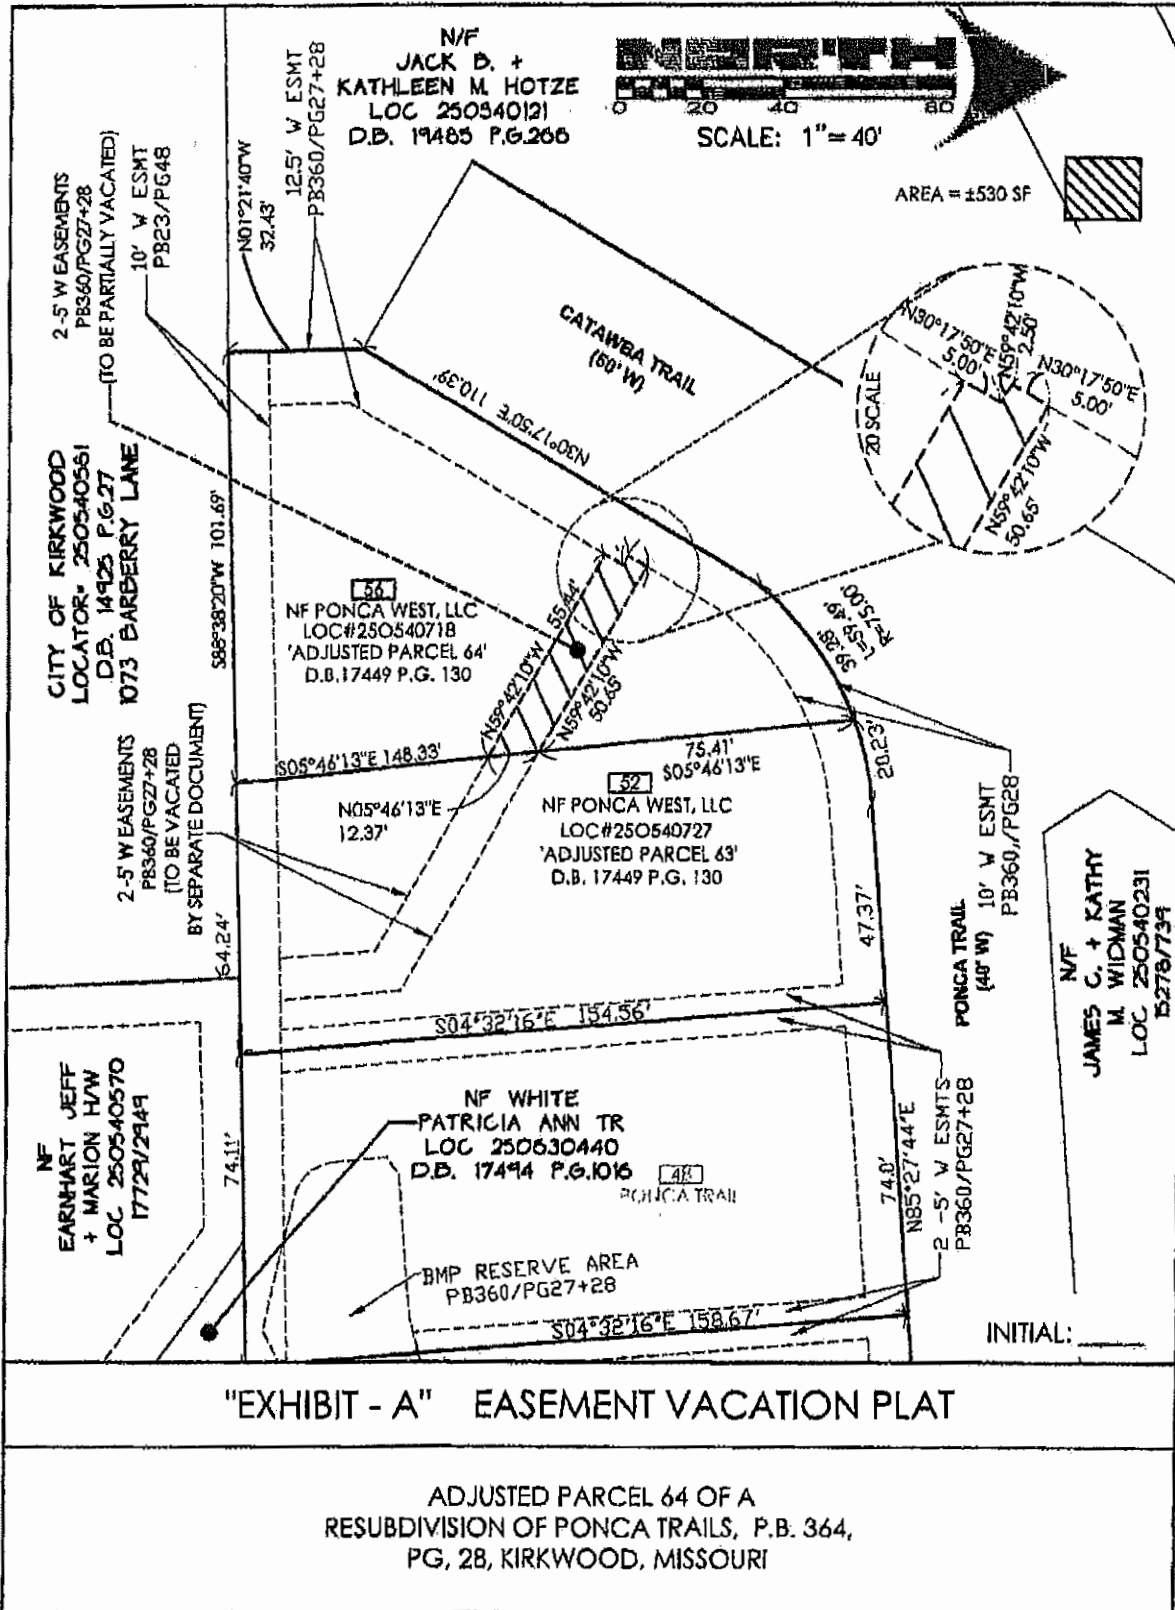 N/F
JACK B. +
KATHLEEN M. HOTZE
LOC 250540121
D.B. 19485 P.G.266
NORTH
0 20 40 80
SCALE: 1"= 40'
AREA = ±530 SF
12.5' W ESMT
PB360/PG27+28
N01°21'40"W
32.43'
10' W ESMT
PB23/PG48
2-5' W EASEMENTS
PB360/PG27+28
(TO BE PARTIALLY VACATED)
CATAWBA TRAIL
(50' W)
N30°17'50"E 110.39'
N30°17'50"E
5.00'
N59°42'10"W
2.50'
N30°17'50"E
5.00'
20 SCALE
N59°42'10"W
50.65'
CITY OF KIRKWOOD
LOCATOR# 250540561
D.B. 14925 P.G.27
1073 BARBERRY LANE
S88°38'20"W 101.69'
56
NF PONCA WEST, LLC
LOC#250540718
'ADJUSTED PARCEL 64'
D.B.17449 P.G. 130
55.44'
N59°42'10"W
N59°42'10"W
50.65'
R=75.00'
L=59.49'
39.28'
20.23'
S05°46'13"E 148.33'
75.41'
S05°46'13"E
N05°46'13"E
12.37'
52
NF PONCA WEST, LLC
LOC#250540727
'ADJUSTED PARCEL 63'
D.B. 17449 P.G. 130
2-5' W EASEMENTS
PB360/PG27+28
(TO BE VACATED
BY SEPARATE DOCUMENT)
64.24'
47.37'
PONCA TRAIL
(40' W)
10' W ESMT
PB360,/PG28
N/F
JAMES C. + KATHY
M. WIDMAN
LOC 250540231
15278/739
S04°32'16"E 154.56'
NF
EARNHART JEFF
+ MARION H/W
LOC 250540570
17729/2949
74.11'
NF WHITE
PATRICIA ANN TR
LOC 250630440
D.B. 17494 P.G.1016
48
PONCA TRAIL
74.0'
N85°27'44"E
2 -5' W ESMTS
PB360/PG27+28
BMP RESERVE AREA
PB360/PG27+28
S04°32'16"E 158.67'
INITIAL:
"EXHIBIT - A" EASEMENT VACATION PLAT
ADJUSTED PARCEL 64 OF A
RESUBDIVISION OF PONCA TRAILS, P.B. 364,
PG, 28, KIRKWOOD, MISSOURI